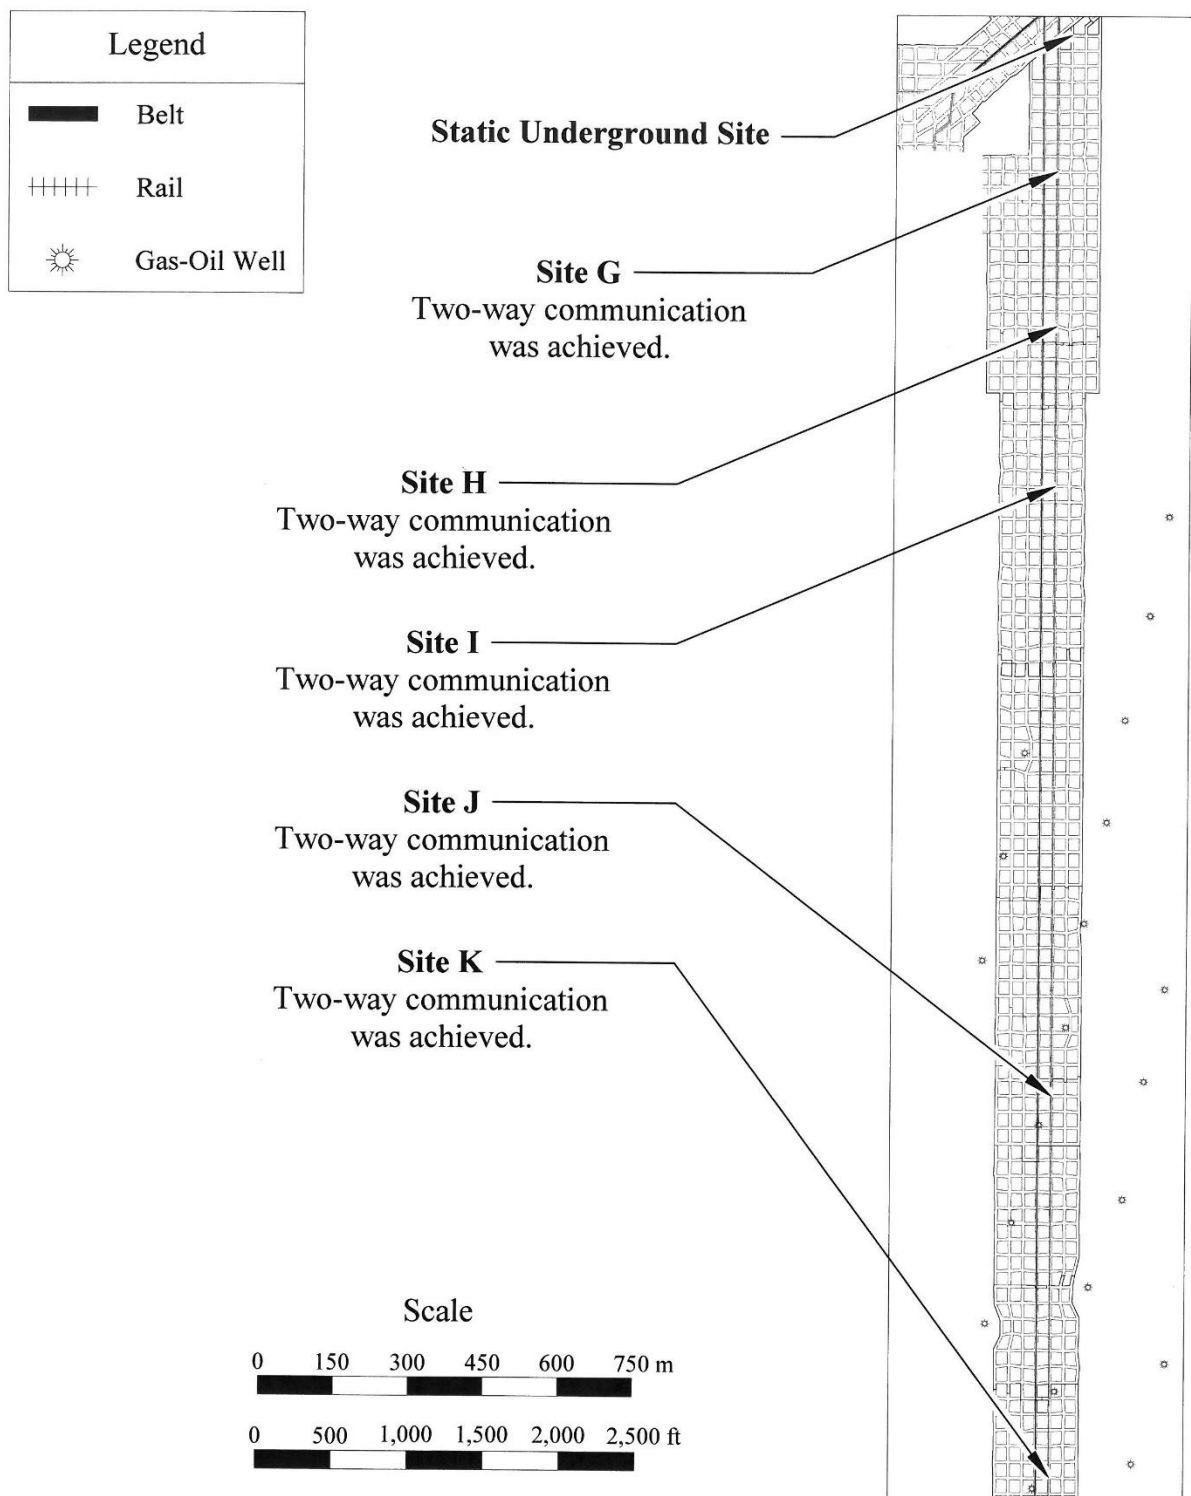 Legend
Belt
Rail
Gas-Oil Well
Static Underground Site
Site G
Two-way communication
was achieved.
Site H
Two-way communication
was achieved.
Site I
Two-way communication
was achieved.
Site J
Two-way communication
was achieved.
Site K
Two-way communication
was achieved.
Scale
0 150 300 450 600 750 m
0 500 1,000 1,500 2,000 2,500 ft